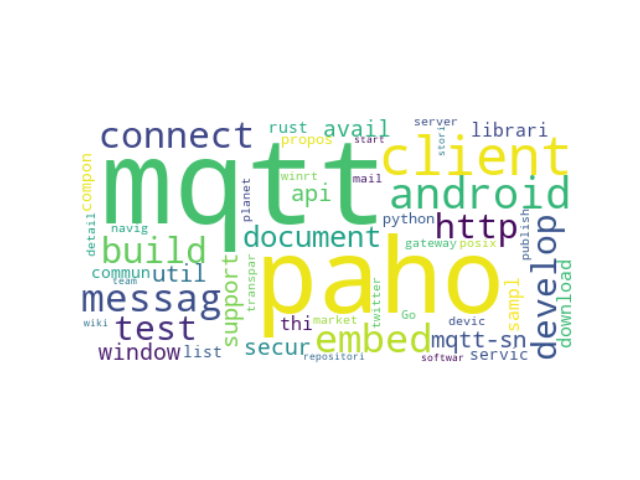 server
rust
avail
librari
connect
propos
start
stori
mqtt
client
compon
winrt
mail
android
planet
api
python
http
publish
navig
detail
build
document
gateway
posix
develop
commun
util
support
transpar
paho
team
messag
twitter
sampl
download
wiki
test
thi
market
Go
devic
embed
mqtt-sn
window
list
secur
repositori
softwar
servic